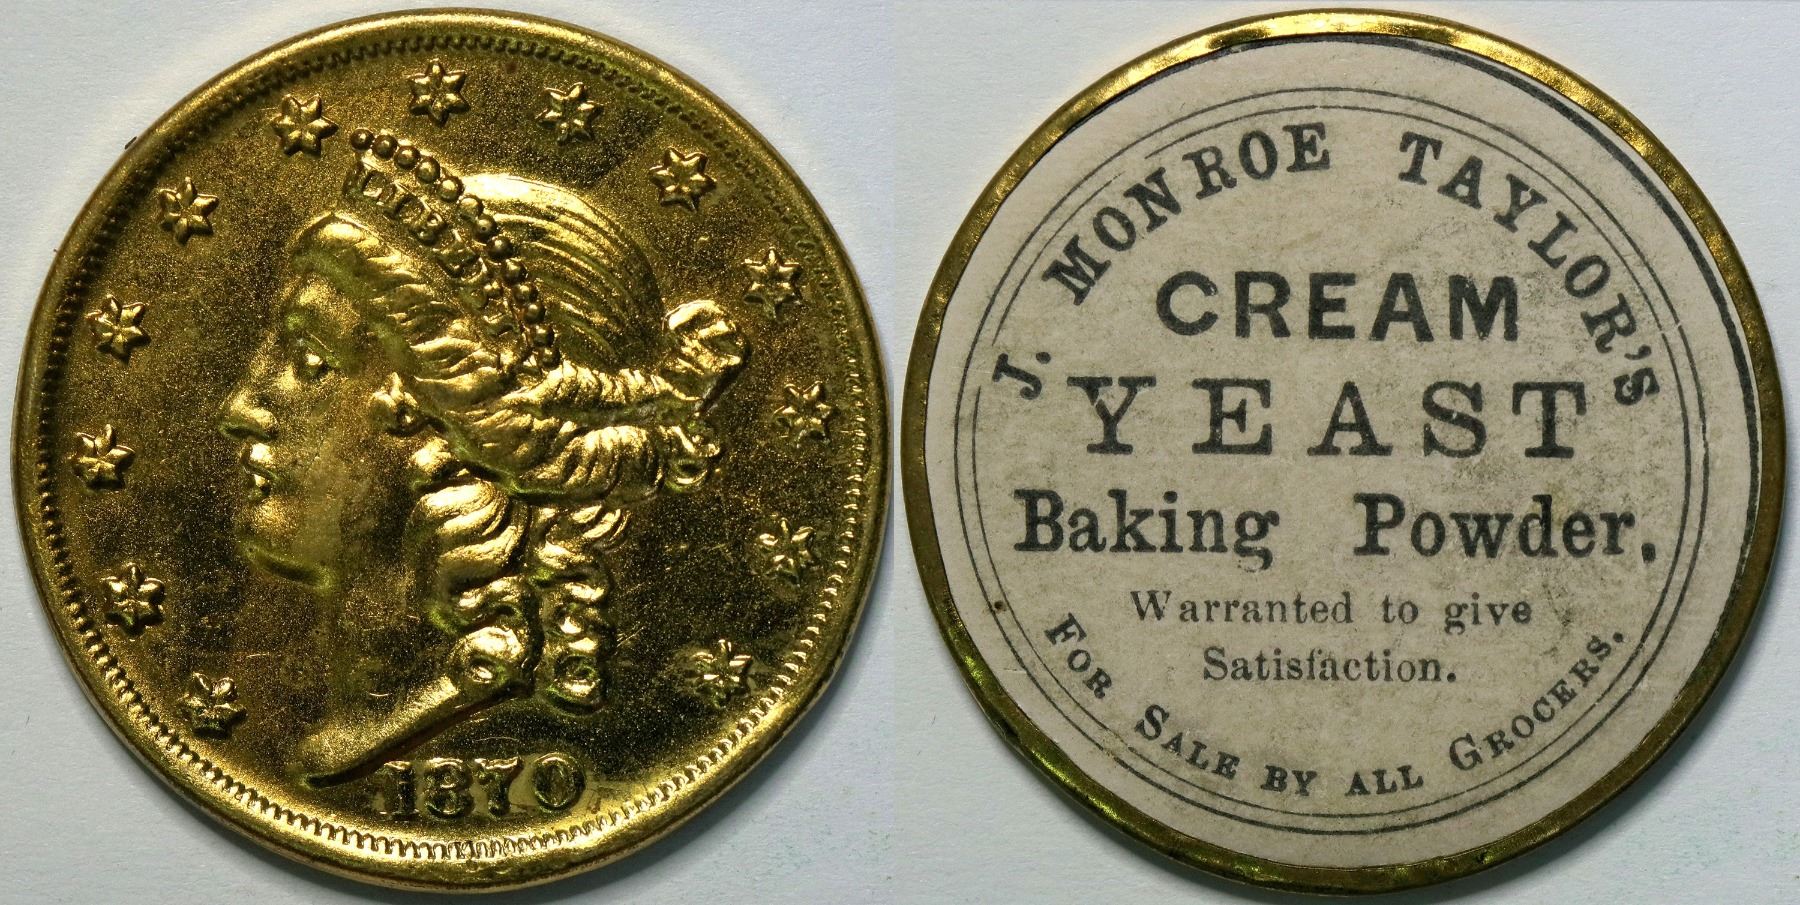 LIBERTY
1870
J. MONROE TAYLOR'S
CREAM
YEAST
Baking Powder.
Warranted to give
Satisfaction.
FOR SALE BY ALL GROCERS.